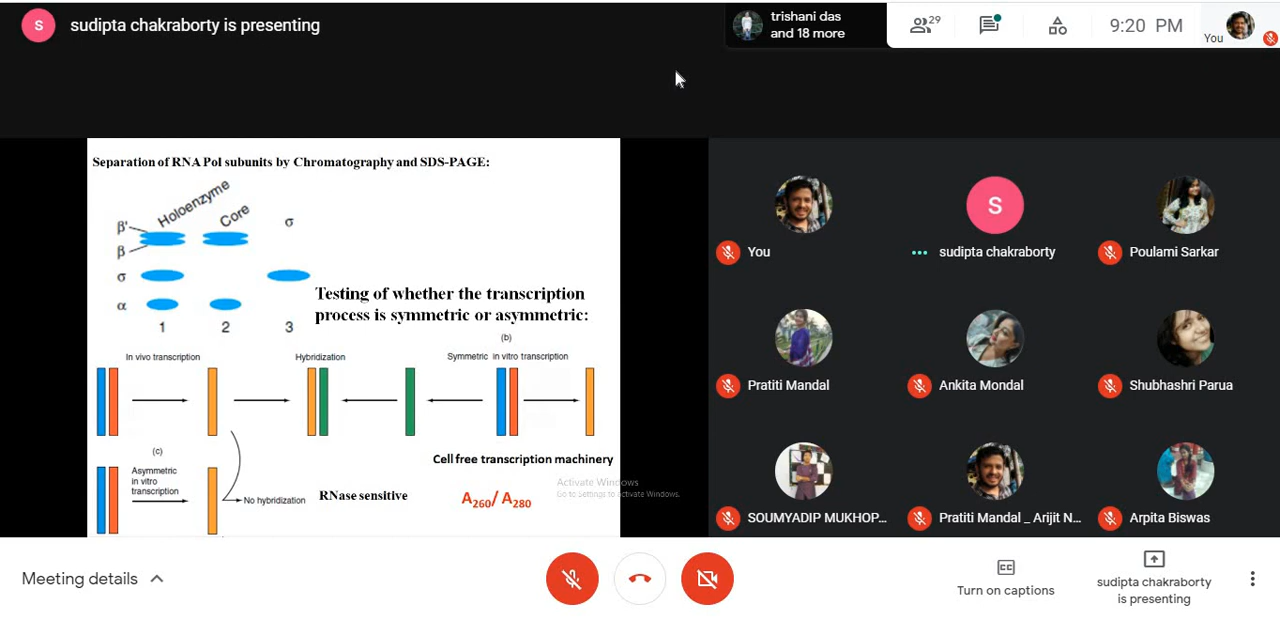 S
sudipta chakraborty is presenting
trishani das
and 18 more
29
9:20 PM
You
Separation of RNA Pol subunits by Chromatography and SDS-PAGE:
Holoenzyme
Core
σ
β'
β
σ
α
1
2
3
Testing of whether the transcription
process is symmetric or asymmetric:
(b)
In vivo transcription
Hybridization
Symmetric in vitro transcription
(c)
Asymmetric
in vitro
transcription
No hybridization
RNase sensitive
Cell free transcription machinery
A260/ A280
Activate Windows
Go to Settings to activate Windows.
You
S
sudipta chakraborty
Poulami Sarkar
Pratiti Mandal
Ankita Mondal
Shubhashri Parua
SOUMYADIP MUKHOP...
Pratiti Mandal _ Arijit N...
Arpita Biswas
Meeting details
CC
Turn on captions
sudipta chakraborty
is presenting